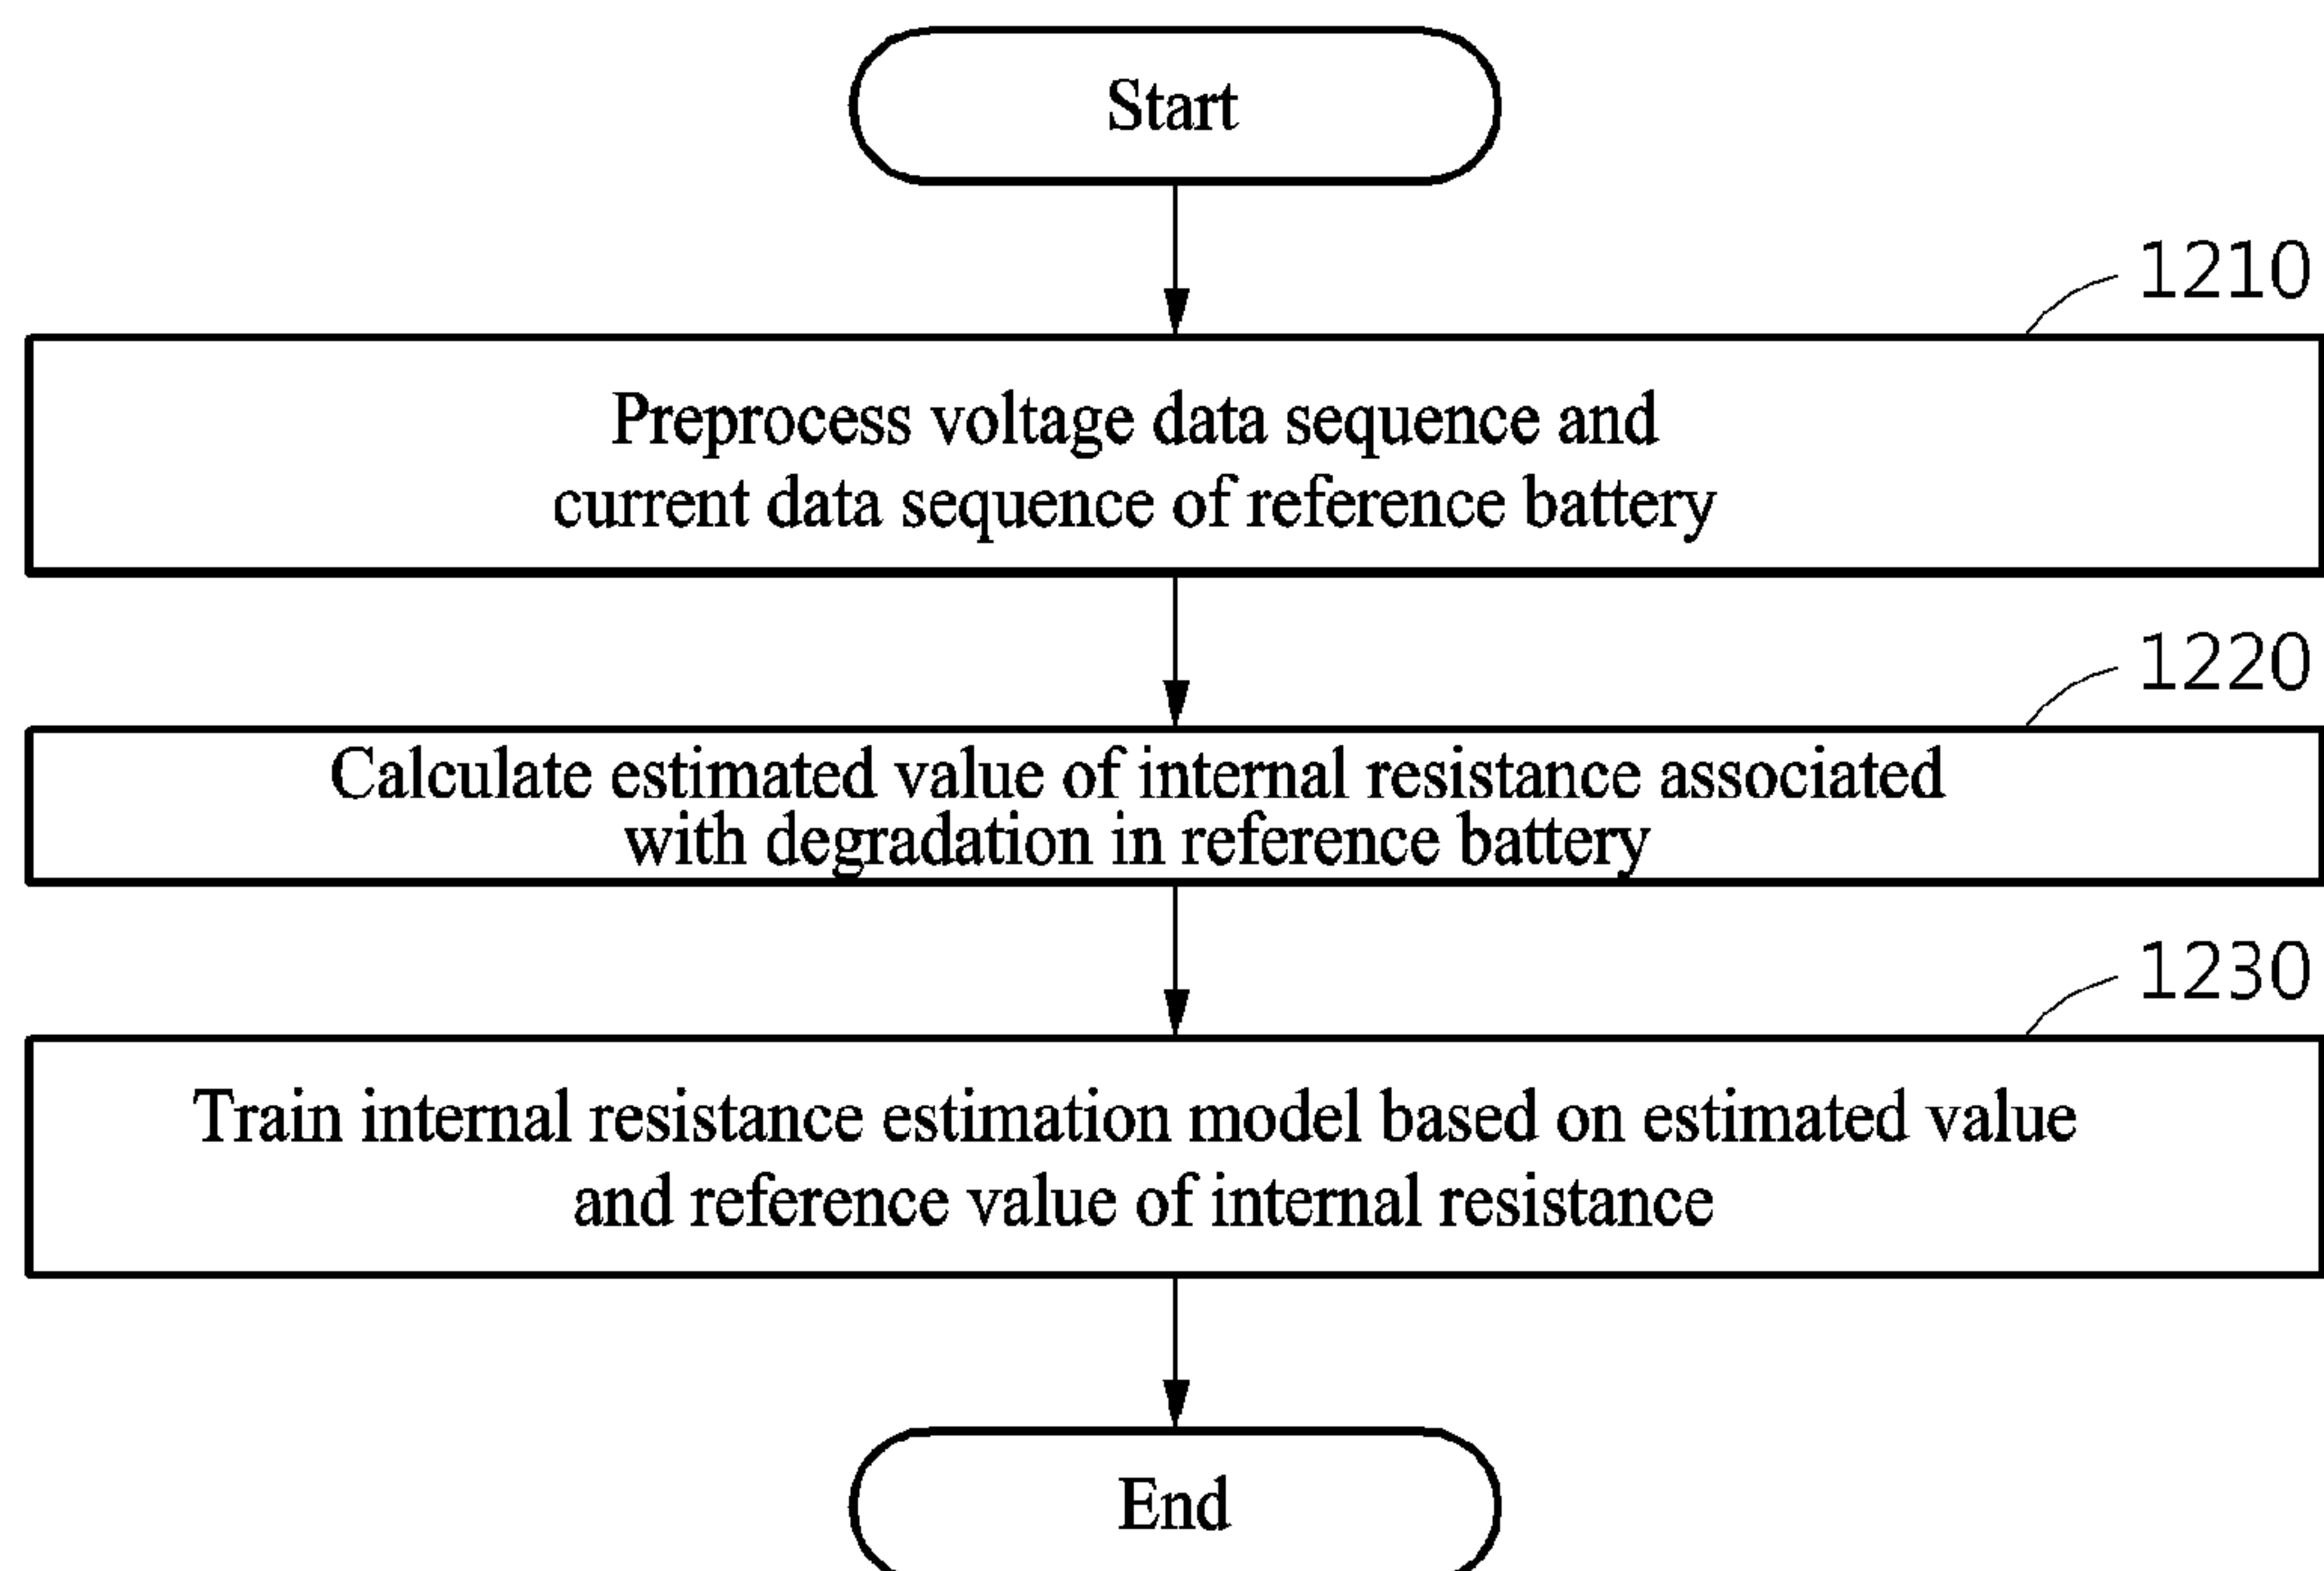 Start
1210
Preprocess voltage data sequence and
current data sequence of reference battery
1220
Calculate estimated value of internal resistance associated
with degradation in reference battery
1230
Train internal resistance estimation model based on estimated value
and reference value of internal resistance
End